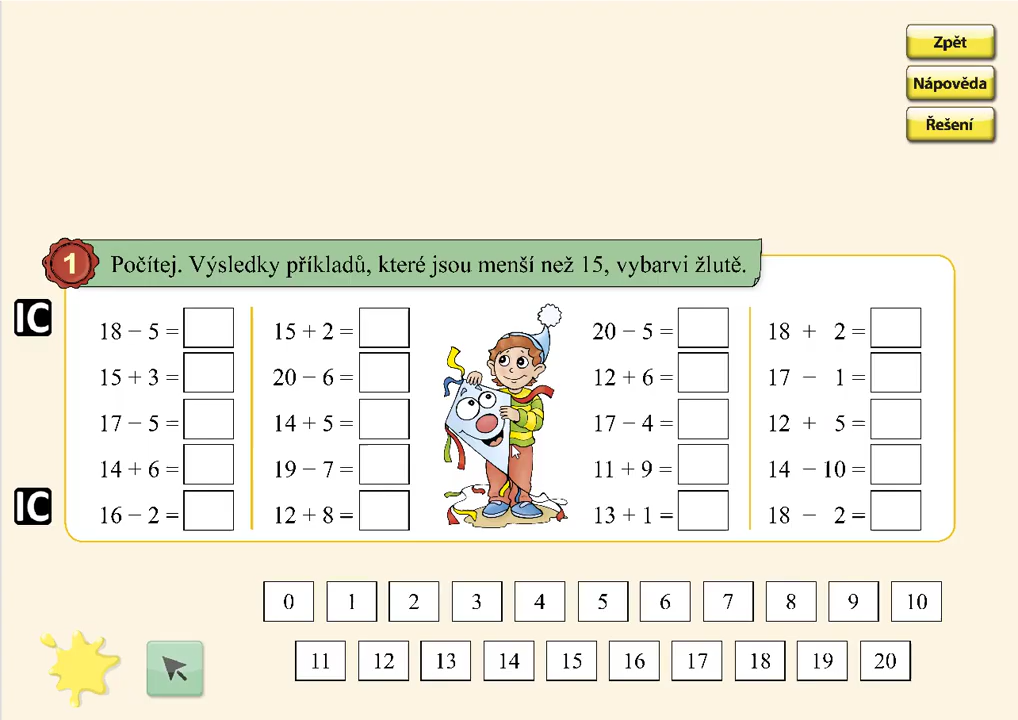 Zpět
Nápověda
Řešení
1 Počítej. Výsledky příkladů, které jsou menší než 15, vybarvi žlutě.
IC
18 − 5 = 15 + 2 = 20 − 5 = 18 + 2 =
15 + 3 = 20 − 6 = 12 + 6 = 17 − 1 =
17 − 5 = 14 + 5 = 17 − 4 = 12 + 5 =
14 + 6 = 19 − 7 = 11 + 9 = 14 − 10 =
IC
16 − 2 = 12 + 8 = 13 + 1 = 18 − 2 =
0 1 2 3 4 5 6 7 8 9 10
11 12 13 14 15 16 17 18 19 20